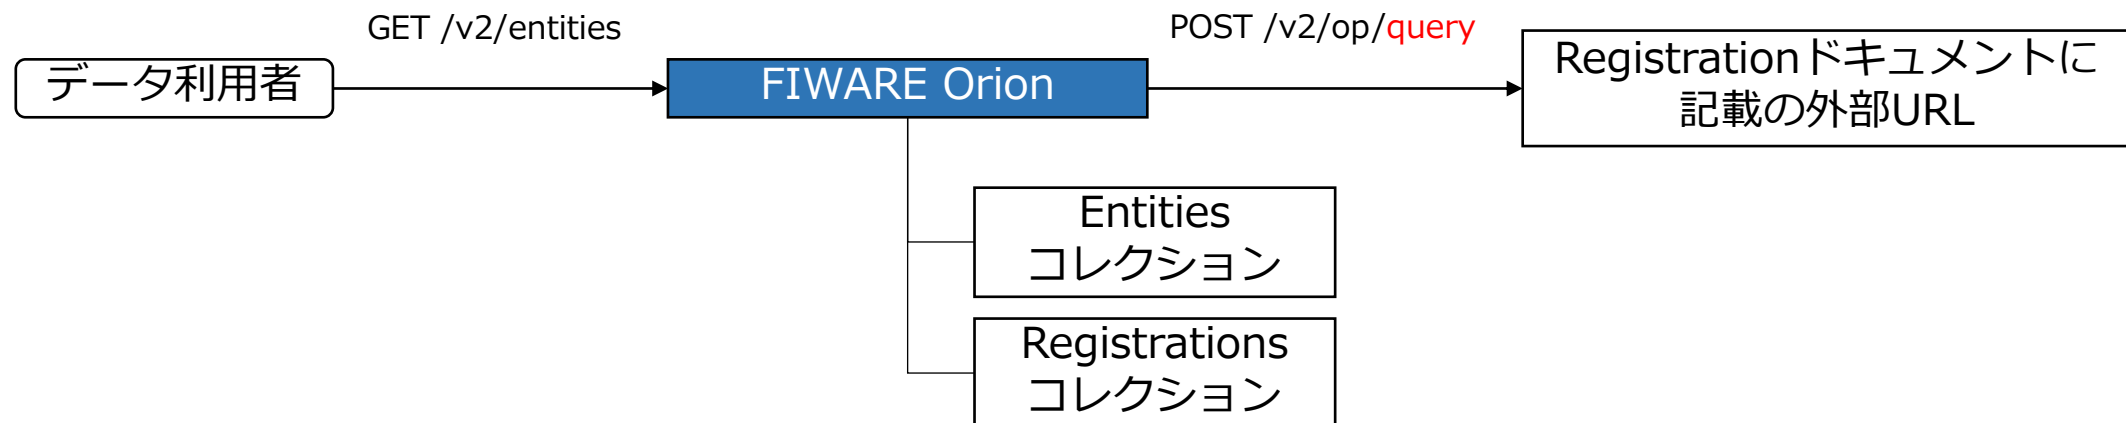 GET /v2/entities
POST /v2/op/query
データ利用者
FIWARE Orion
Registrationドキュメントに
記載の外部URL
Entities
コレクション
Registrations
コレクション